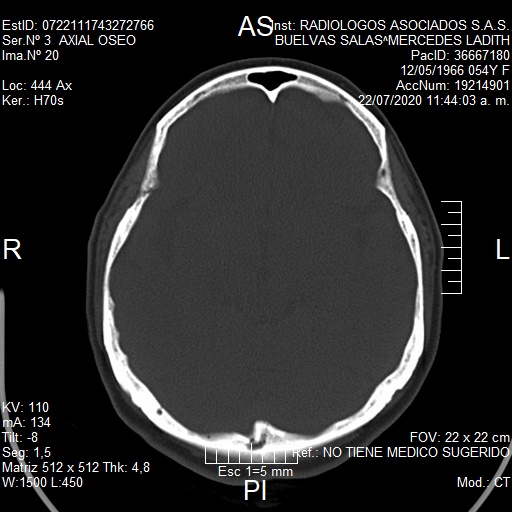 EstID: 0722111743272766
Ser.Nº 3 AXIAL OSEO
Ima.Nº 20
Loc: 444 Ax
Ker.: H70s
AS
Inst: RADIOLOGOS ASOCIADOS S.A.S.
BUELVAS SALAS^MERCEDES LADITH
PacID: 36667180
12/05/1966 054Y F
AccNum: 19214901
22/07/2020 11:44:03 a. m.
R
L
KV: 110
mA: 134
Tilt: -8
Seg: 1,5
Matriz 512 x 512 Thk: 4,8
W:1500 L:450
Esc 1=5 mm
PI
FOV: 22 x 22 cm
Ref.: NO TIENE MEDICO SUGERIDO
Mod.: CT